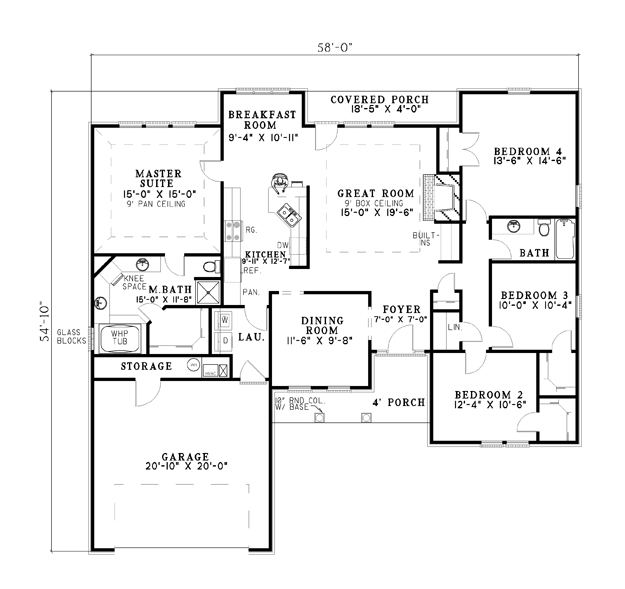 58'-0"
COVERED PORCH
18'-5" X 4'-0"
BREAKFAST
ROOM
9'-4" X 10'-11"
BEDROOM 4
13'-6" X 14'-6"
MASTER
SUITE
15'-0" X 15'-0"
9' PAN CEILING
GREAT ROOM
9' BOX CEILING
15'-0" X 19'-6"
RG.
BUILT-
INS
DW
KITCHEN
9'-11" X 12'-7"
REF.
BATH
KNEE
SPACE
M.BATH
15'-0" X 11'-8"
PAN.
BEDROOM 3
10'-0" X 10'-4"
54'-10"
GLASS
BLOCKS
WHP
TUB
W
D
LAU.
DINING
ROOM
11'-6" X 9'-8"
FOYER
7'-0" X 7'-0"
LIN.
STORAGE
BEDROOM 2
12'-4" X 10'-6"
10" RND COL.
W/ BASE
4' PORCH
GARAGE
20'-10" X 20'-0"